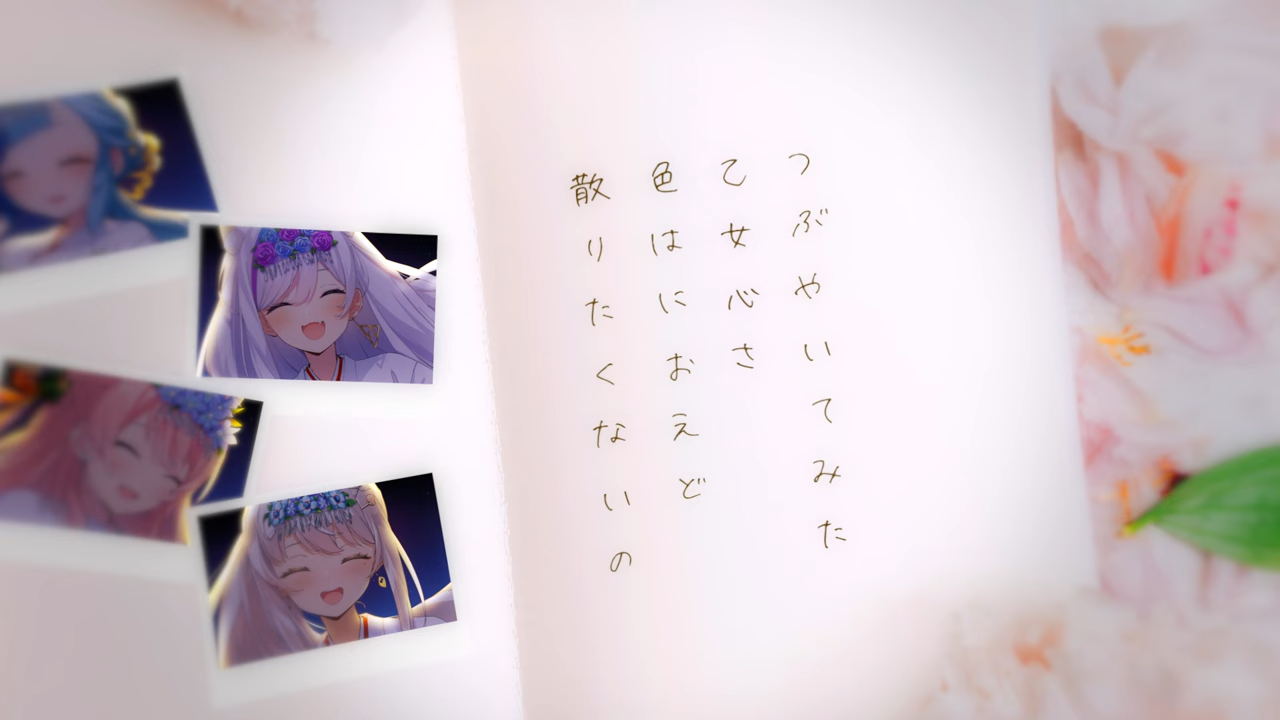 つぶやいてみた
乙女心さ
色はにおえど
散りたくないの